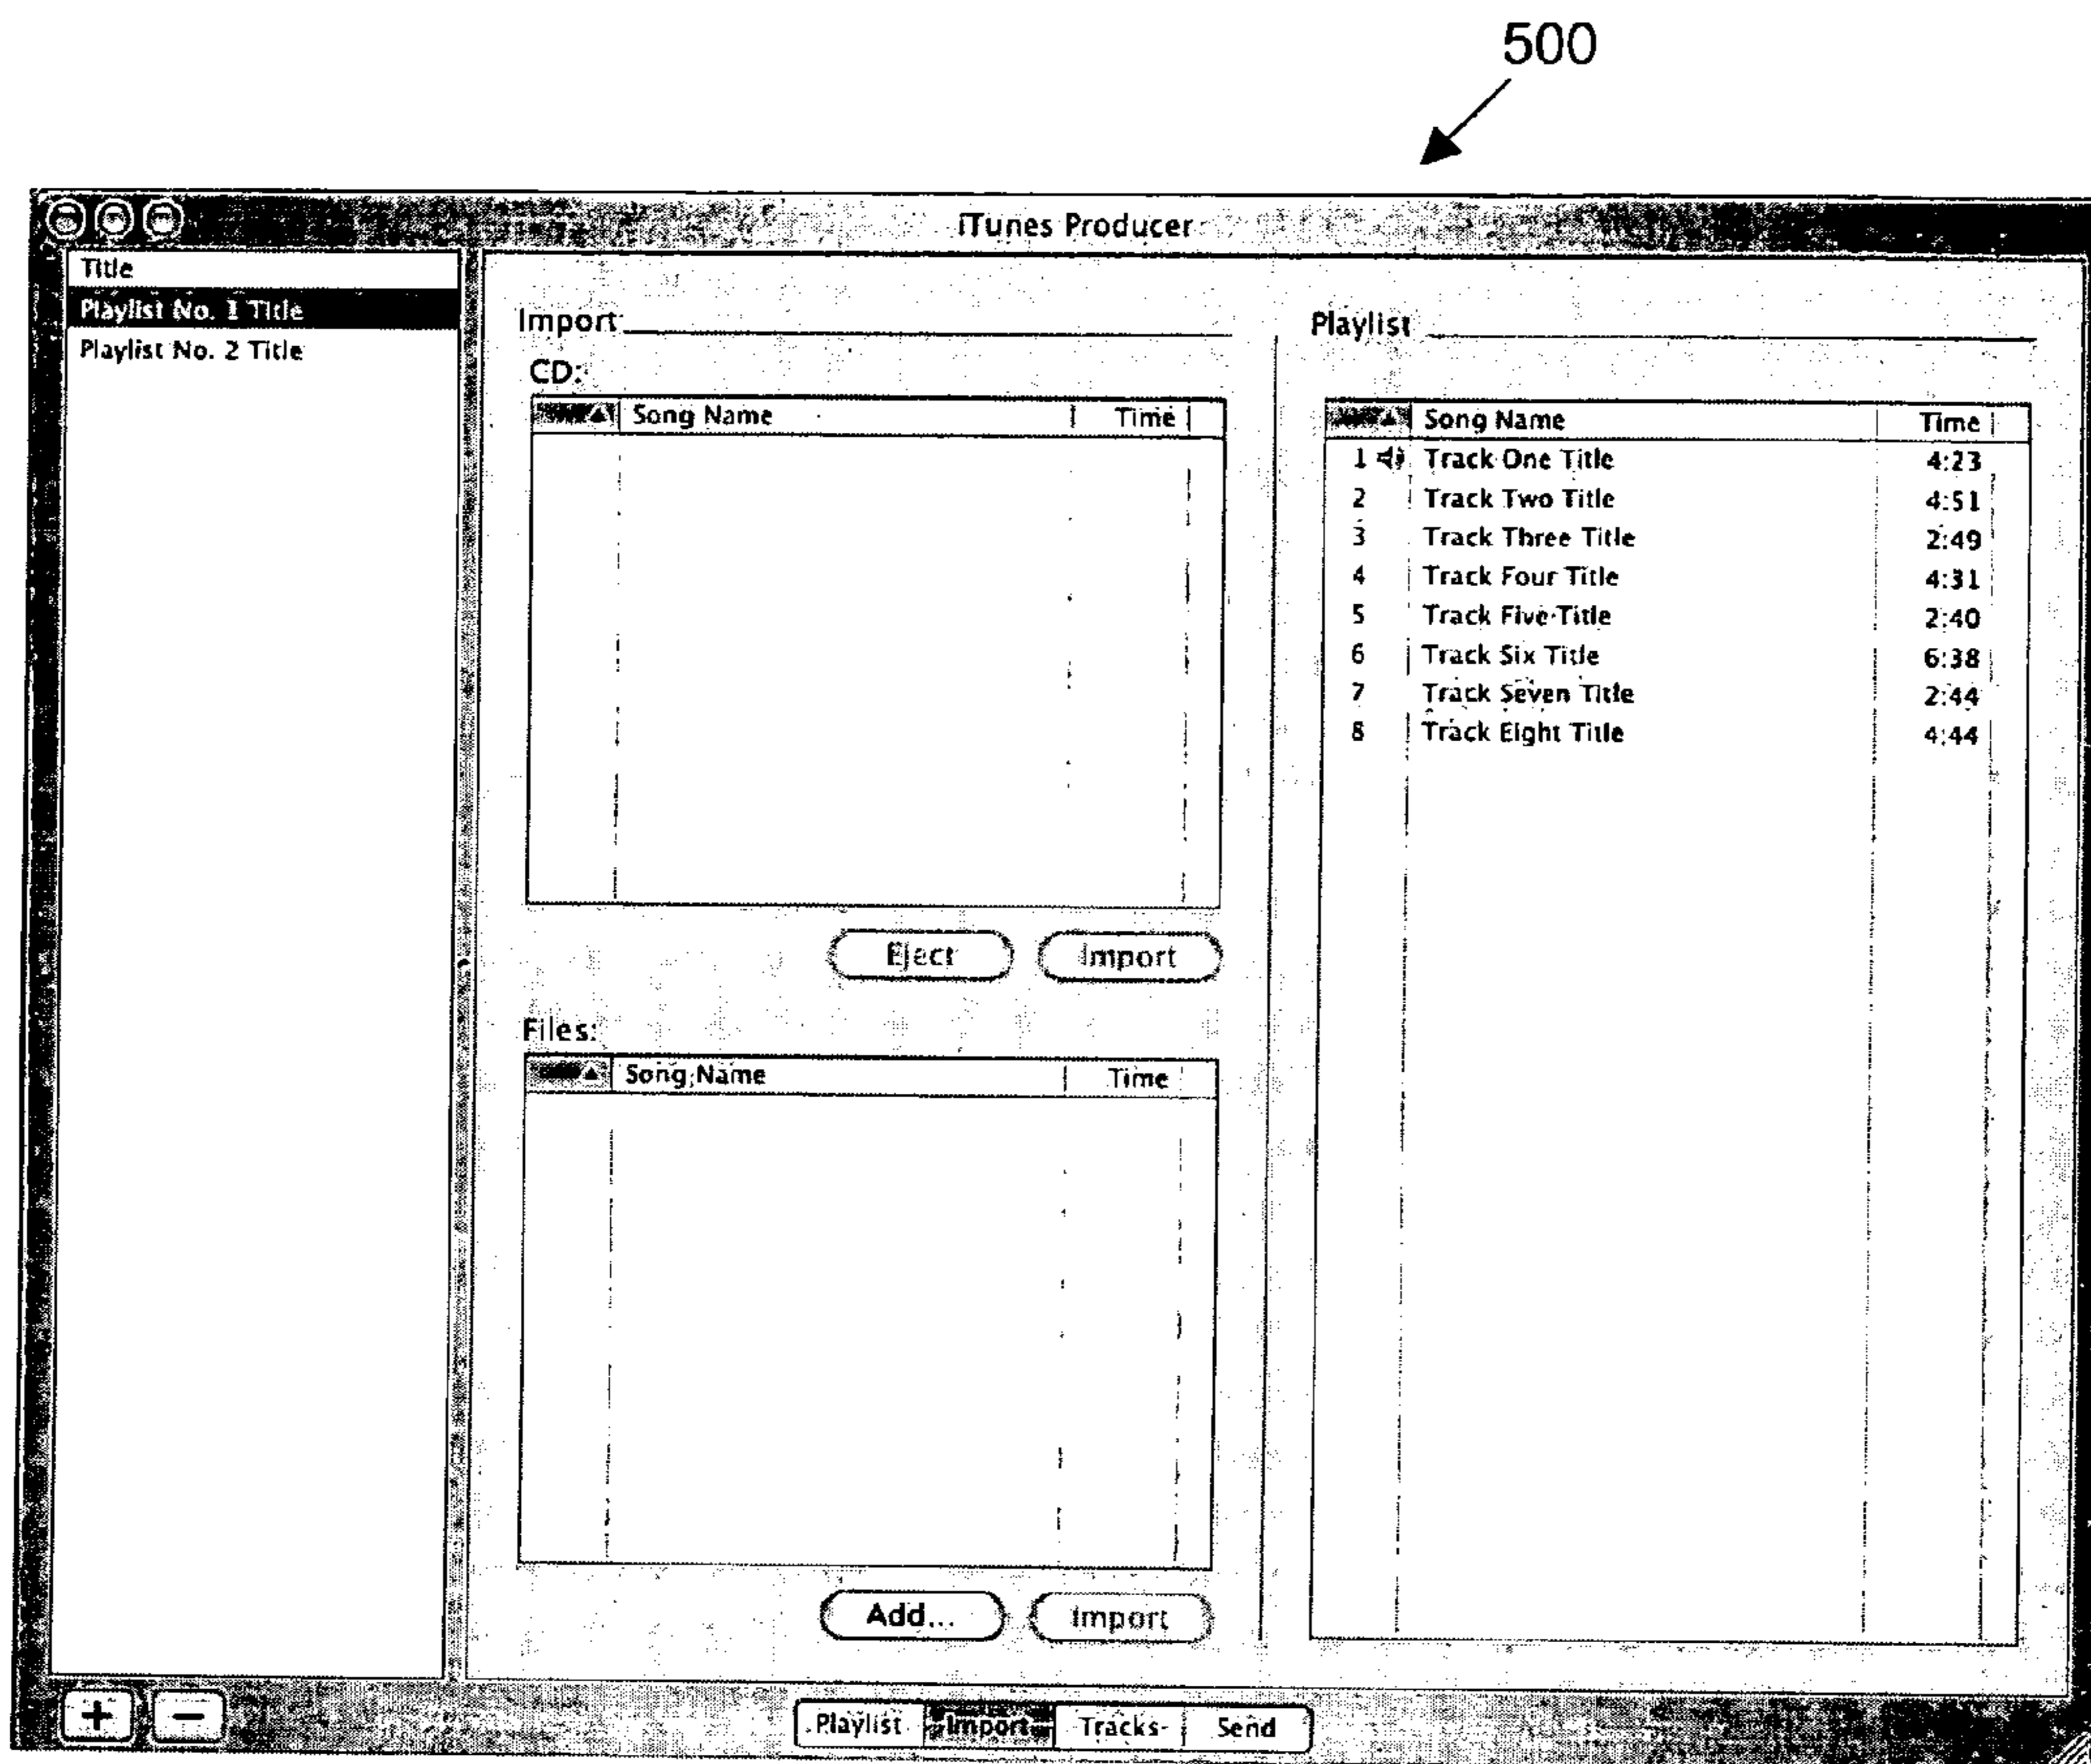 500
iTunes Producer
Title
Playlist No. 1 Title
Playlist No. 2 Title
Import
CD:
Song Name Time
Eject Import
Files:
Song Name Time
Add... Import
Playlist
Song Name Time
1 Track One Title 4:23
2 Track Two Title 4:51
3 Track Three Title 2:49
4 Track Four Title 4:31
5 Track Five Title 2:40
6 Track Six Title 6:38
7 Track Seven Title 2:44
8 Track Eight Title 4:44
+ −
Playlist Import Tracks Send